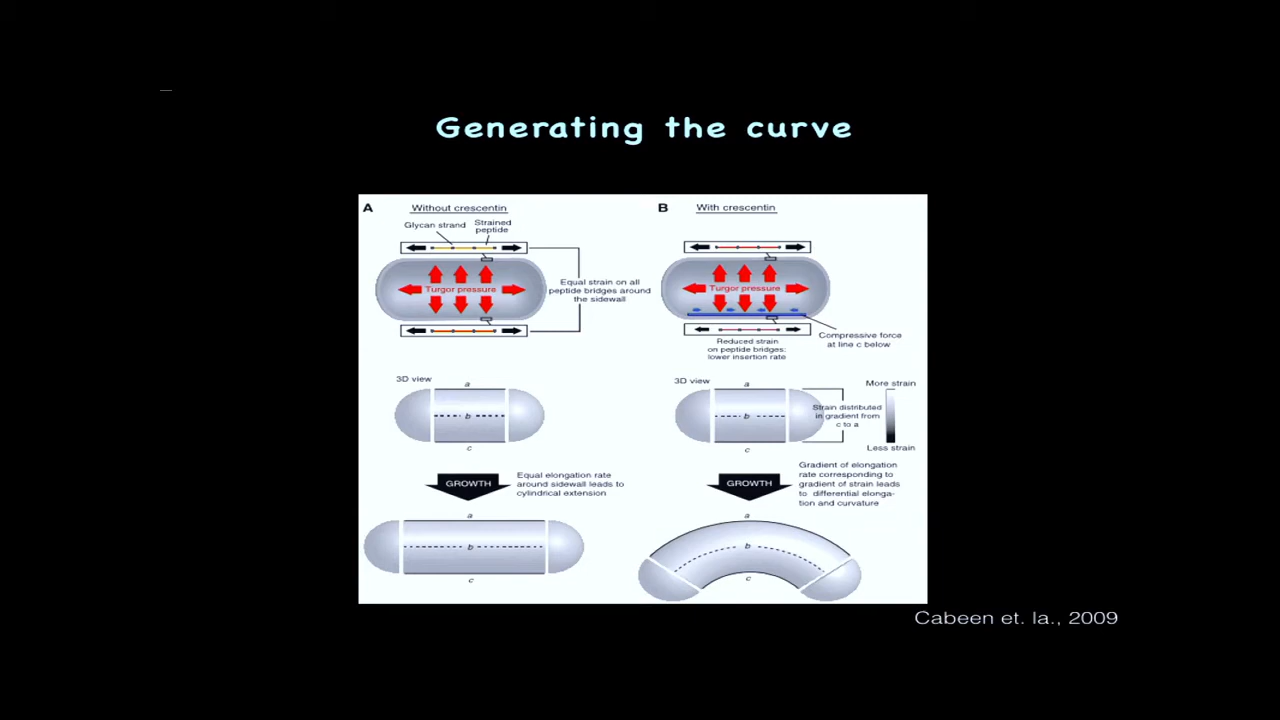 Generating the curve
A
Without crescentin
Glycan strand
Strained
peptide
Turgor pressure
Equal strain on all
peptide bridges around
the sidewall
3D view
a
b
c
GROWTH
Equal elongation rate
around sidewall leads to
cylindrical extension
a
b
c
B
With crescentin
Turgor pressure
Compressive force
at line c below
Reduced strain
on peptide bridges:
lower insertion rate
3D view
a
b
c
Strain distributed
in gradient from
c to a
More strain
Less strain
GROWTH
Gradient of elongation
rate corresponding to
gradient of strain leads
to differential elonga-
tion and curvature
a
b
c
Cabeen et. la., 2009